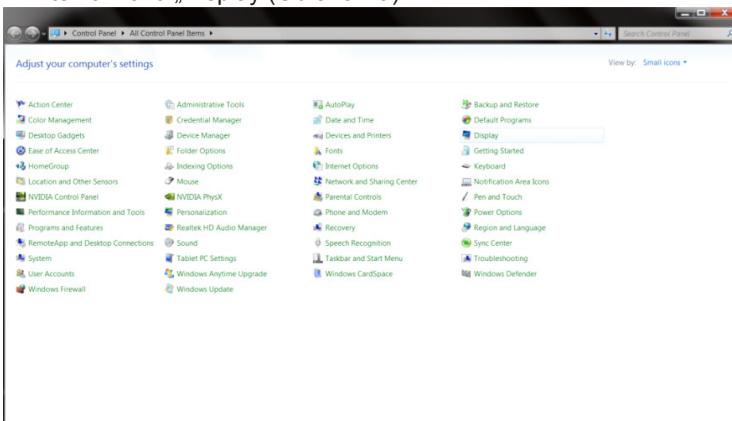 Control Panel ▸ All Control Panel Items ▸
Search Control Panel
Adjust your computer's settings
View by: Small icons
Action Center
Administrative Tools
AutoPlay
Backup and Restore
Color Management
Credential Manager
Date and Time
Default Programs
Desktop Gadgets
Device Manager
Devices and Printers
Display
Ease of Access Center
Folder Options
Fonts
Getting Started
HomeGroup
Indexing Options
Internet Options
Keyboard
Location and Other Sensors
Mouse
Network and Sharing Center
Notification Area Icons
NVIDIA Control Panel
NVIDIA PhysX
Parental Controls
Pen and Touch
Performance Information and Tools
Personalization
Phone and Modem
Power Options
Programs and Features
Realtek HD Audio Manager
Recovery
Region and Language
RemoteApp and Desktop Connections
Sound
Speech Recognition
Sync Center
System
Tablet PC Settings
Taskbar and Start Menu
Troubleshooting
User Accounts
Windows Anytime Upgrade
Windows CardSpace
Windows Defender
Windows Firewall
Windows Update